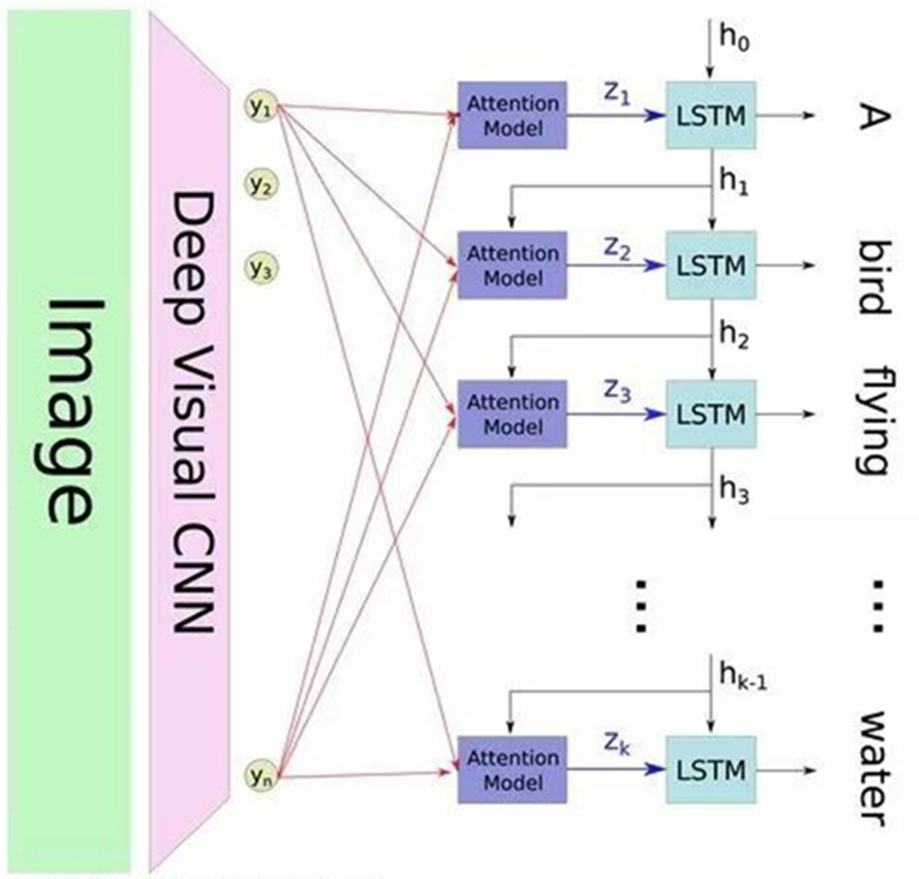 Image
Deep Visual CNN
y₁
y₂
y₃
yₙ
h₀
Attention
Model
z₁
LSTM
A
h₁
Attention
Model
z₂
LSTM
bird
h₂
Attention
Model
z₃
LSTM
flying
h₃
...
...
hₖ₋₁
Attention
Model
zₖ
LSTM
water